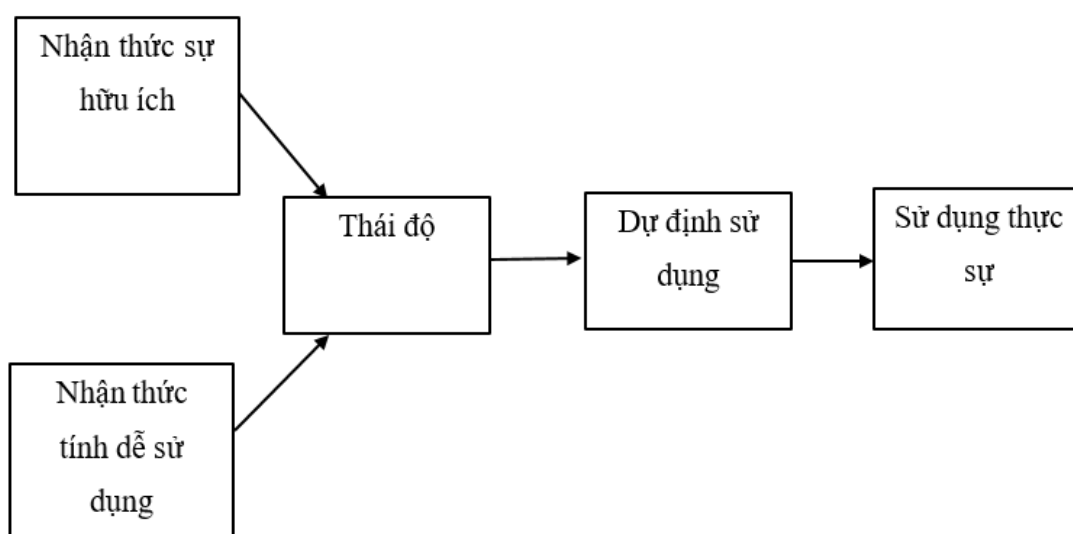 Nhận thức sự
hữu ích
Thái độ
Dự định sử
dụng
Sử dụng thực
sự
Nhận thức
tính dễ sử
dụng